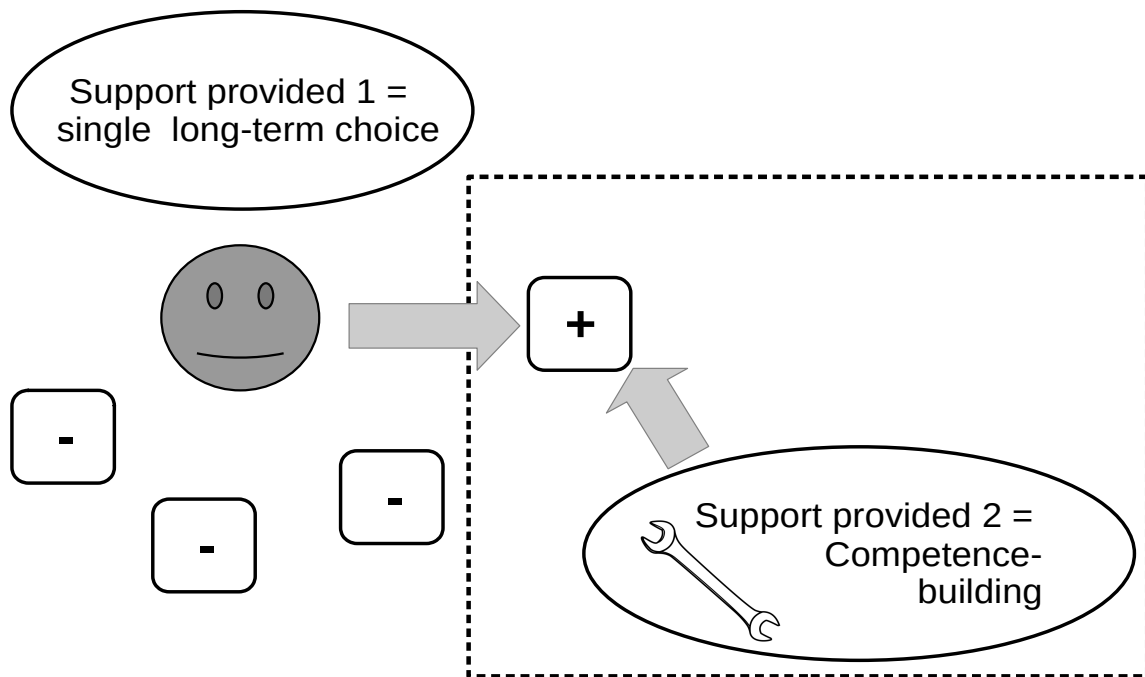 Support provided 1 =
single  long-term choice
+
-
-
-
Support provided 2 =
Competence-
building